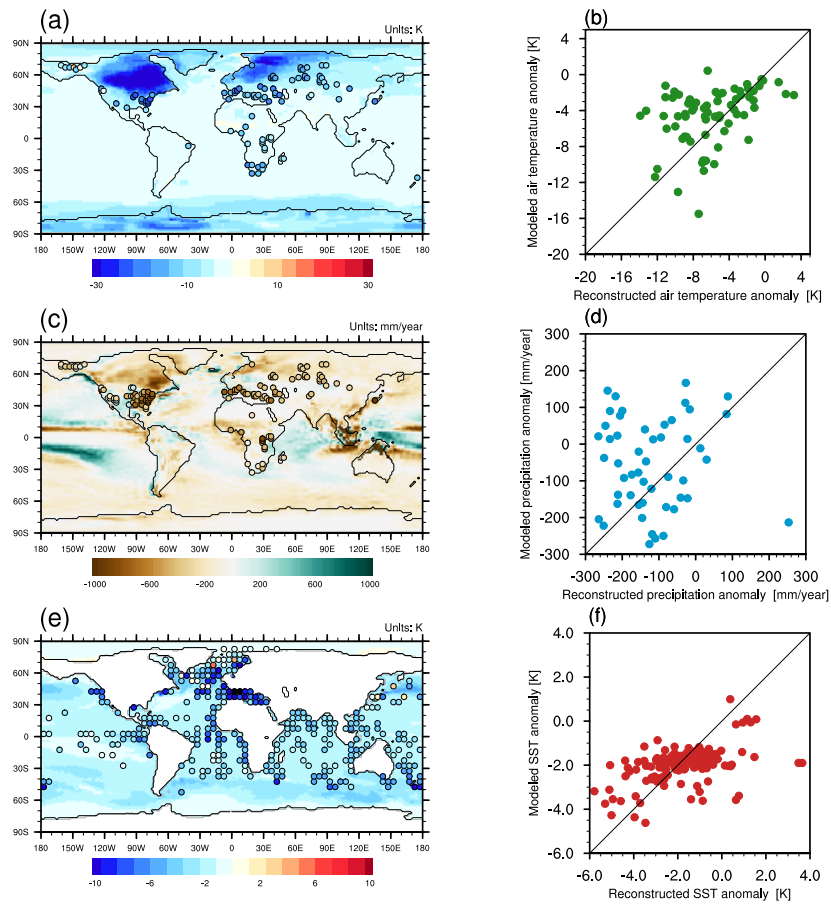 (a)
Units: K
90N
60N
30N
0
30S
60S
90S
180 150W 120W 90W 60W 30W 0 30E 60E 90E 120E 150E 180
-30 -10 10 30
(b)
Modeled air temperature anomaly [K]
4
0
-4
-8
-12
-16
-20
-20 -16 -12 -8 -4 0 4
Reconstructed air temperature anomaly [K]
(c)
Units: mm/year
90N
60N
30N
0
30S
60S
90S
180 150W 120W 90W 60W 30W 0 30E 60E 90E 120E 150E 180
-1000 -600 -200 200 600 1000
(d)
Modeled precipitation anomaly [mm/year]
300
200
100
0
-100
-200
-300
-300 -200 -100 0 100 200 300
Reconstructed precipitation anomaly [mm/year]
(e)
Units: K
90N
60N
30N
0
30S
60S
90S
180 150W 120W 90W 60W 30W 0 30E 60E 90E 120E 150E 180
-10 -6 -2 2 6 10
(f)
Modeled SST anomaly [K]
4.0
2.0
0.0
-2.0
-4.0
-6.0
-6.0 -4.0 -2.0 0.0 2.0 4.0
Reconstructed SST anomaly [K]